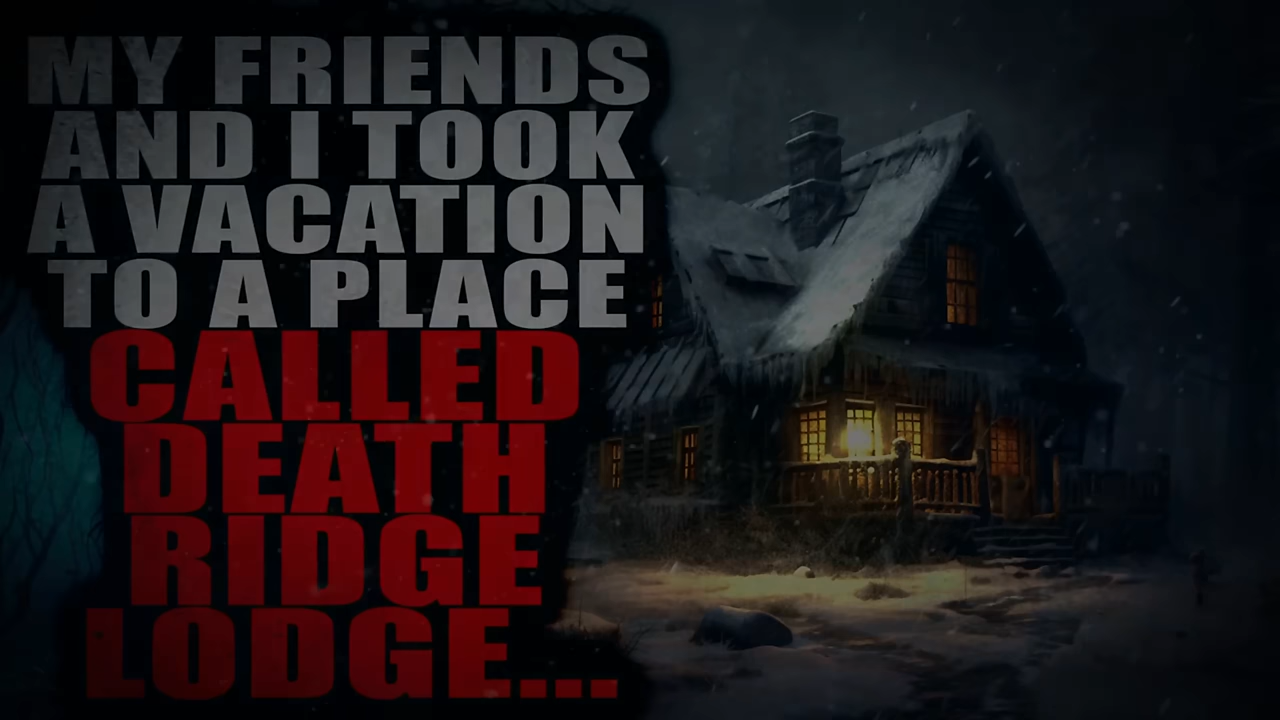 MY FRIENDS
AND I TOOK
A VACATION
TO A PLACE
CALLED
DEATH
RIDGE
LODGE...